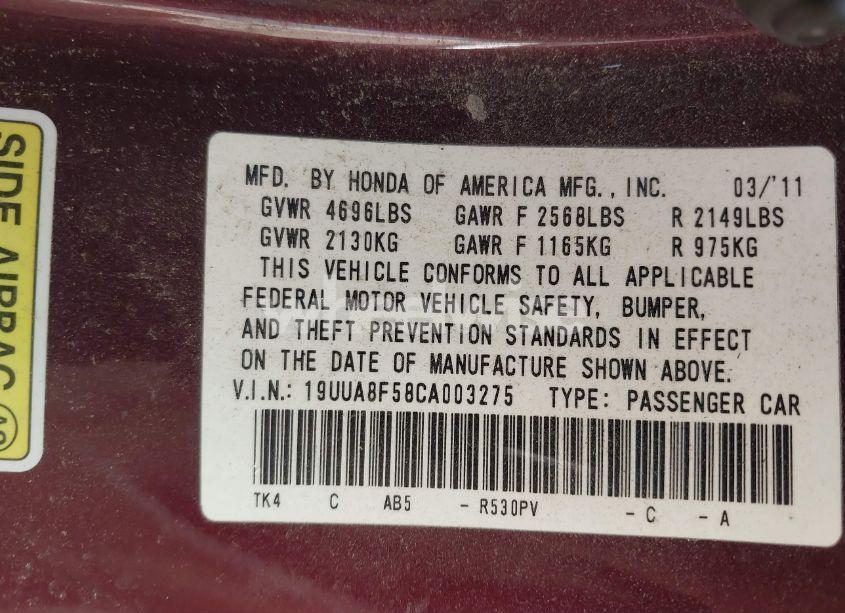 SIDE AIRBAG
MFD. BY HONDA OF AMERICA MFG., INC. 03/'11
GVWR 4696LBS GAWR F 2568LBS R 2149LBS
GVWR 2130KG GAWR F 1165KG R 975KG
THIS VEHICLE CONFORMS TO ALL APPLICABLE
FEDERAL MOTOR VEHICLE SAFETY, BUMPER,
AND THEFT PREVENTION STANDARDS IN EFFECT
ON THE DATE OF MANUFACTURE SHOWN ABOVE.
V.I.N.: 19UUA8F58CA003275 TYPE: PASSENGER CAR
TK4 C AB5 - R530PV - C - A